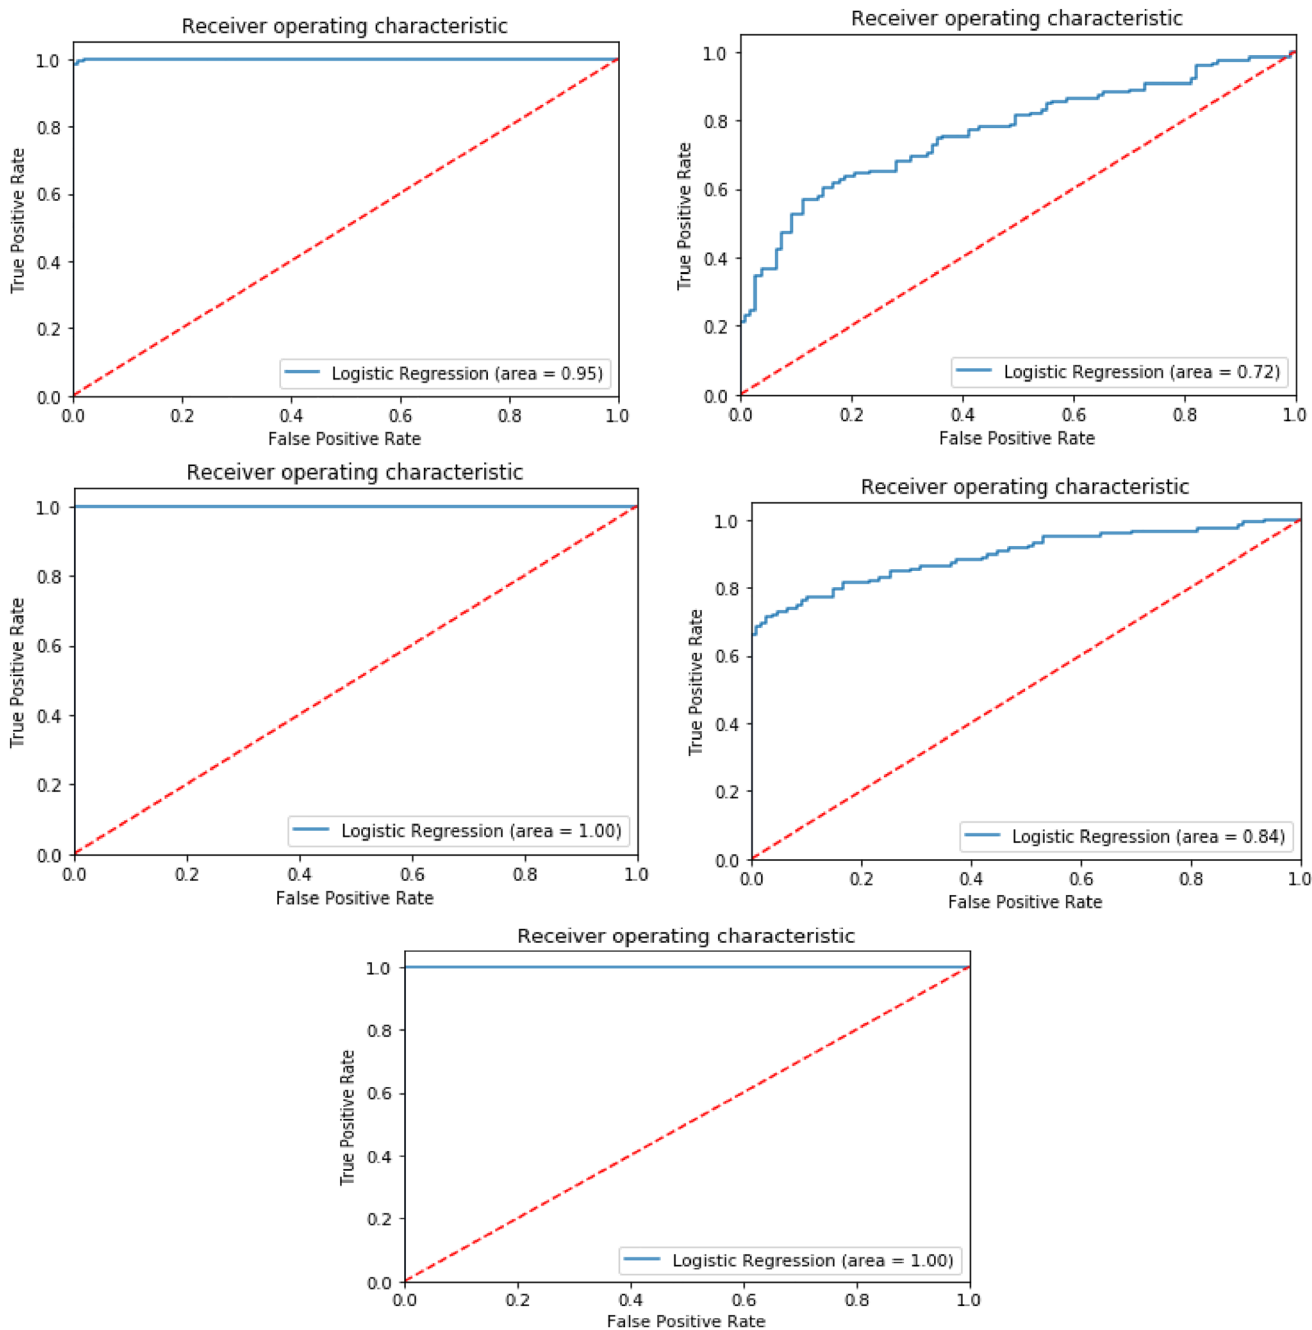 Receiver operating characteristic
True Positive Rate
1.0
0.8
0.6
0.4
0.2
0.0
0.0 0.2 0.4 0.6 0.8 1.0
False Positive Rate
Logistic Regression (area = 0.95)
Receiver operating characteristic
True Positive Rate
1.0
0.8
0.6
0.4
0.2
0.0
0.0 0.2 0.4 0.6 0.8 1.0
False Positive Rate
Logistic Regression (area = 0.72)
Receiver operating characteristic
True Positive Rate
1.0
0.8
0.6
0.4
0.2
0.0
0.0 0.2 0.4 0.6 0.8 1.0
False Positive Rate
Logistic Regression (area = 1.00)
Receiver operating characteristic
True Positive Rate
1.0
0.8
0.6
0.4
0.2
0.0
0.0 0.2 0.4 0.6 0.8 1.0
False Positive Rate
Logistic Regression (area = 0.84)
Receiver operating characteristic
True Positive Rate
1.0
0.8
0.6
0.4
0.2
0.0
0.0 0.2 0.4 0.6 0.8 1.0
False Positive Rate
Logistic Regression (area = 1.00)